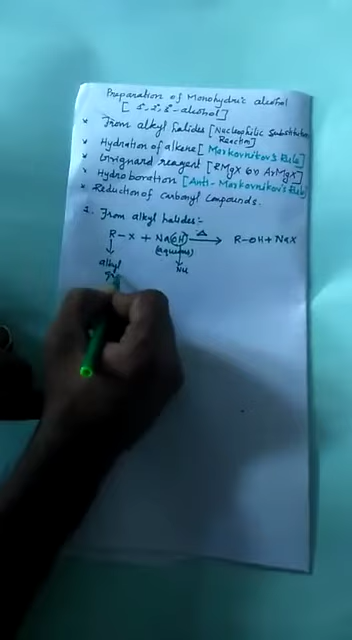 Preparation of Monohydric alcohol
[1°, 2°, 3° - alcohol]
* From alkyl halides [Nucleophilic Substitution Reaction]
* Hydration of alkene [Markovnikov's Rule]
* Grignard reagent [RMgX or ArMgX]
* Hydroboration [Anti-Markovnikov's Rule]
* Reduction of carbonyl compounds.
1. From alkyl halides:-
R-X + NaOH —Δ→ R-OH + NaX
(aqueous)
alkyl Nu